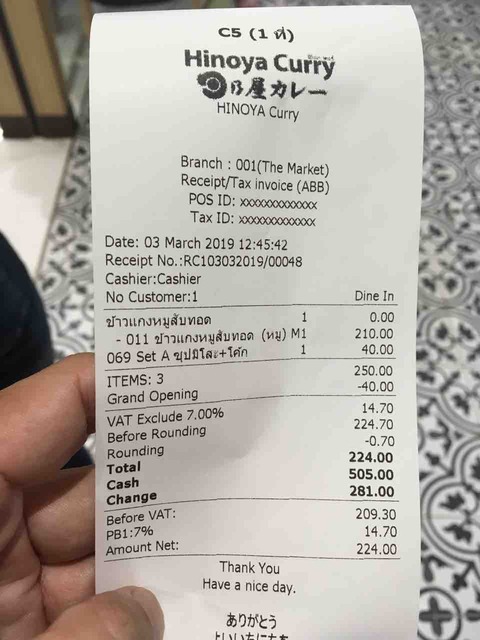 C5 (1 ที่)
Hinoya Curry
日乃屋カレー
HINOYA Curry
Branch : 001(The Market)
Receipt/Tax invoice (ABB)
POS ID: xxxxxxxxxxxxx
Tax ID: xxxxxxxxxxxxx
Date: 03 March 2019 12:45:42
Receipt No.:RC103032019/00048
Cashier:Cashier
No Customer:1 Dine In
ข้าวแกงหมูสับทอด 1 0.00
- 011 ข้าวแกงหมูสับทอด (หมู) M1 210.00
069 Set A ซุปมิโสะ+โค้ก 1 40.00
ITEMS: 3 250.00
Grand Opening -40.00
VAT Exclude 7.00% 14.70
Before Rounding 224.70
Rounding -0.70
Total 224.00
Cash 505.00
Change 281.00
Before VAT: 209.30
PB1:7% 14.70
Amount Net: 224.00
Thank You
Have a nice day.
ありがとう